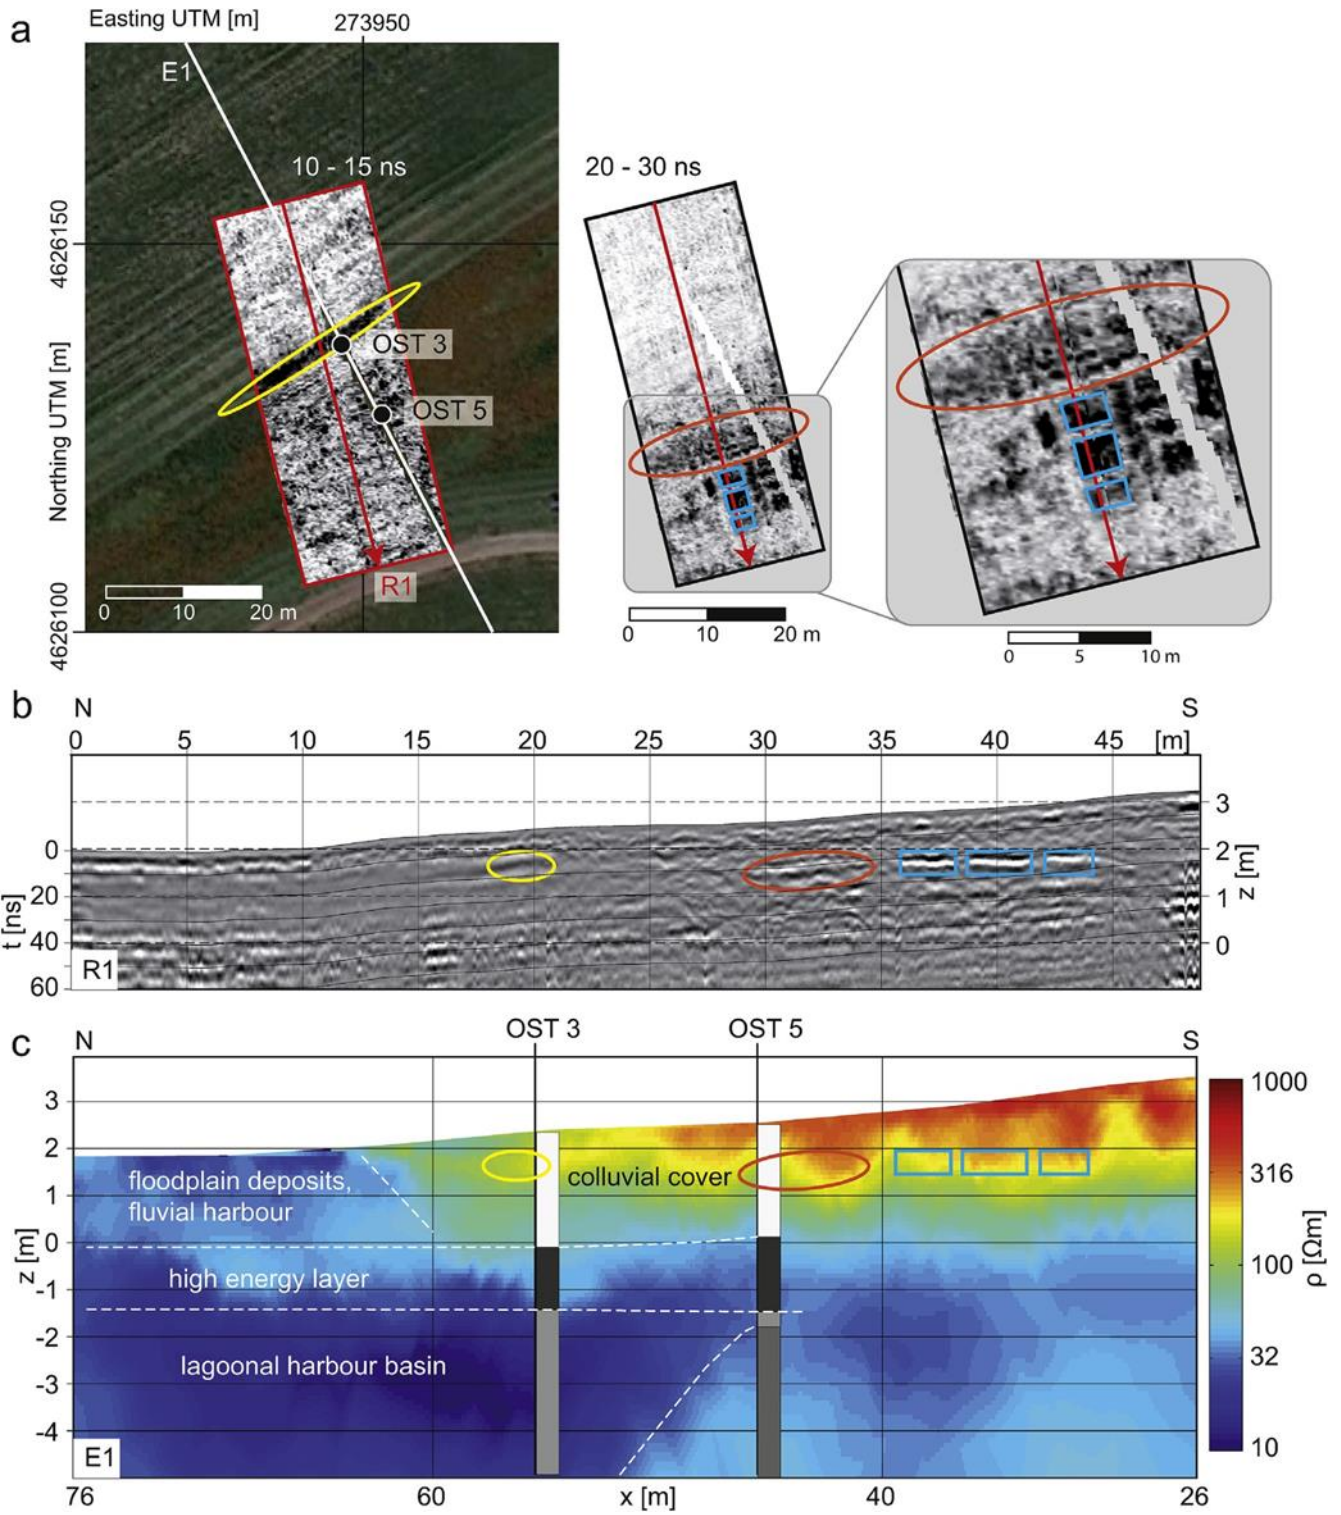 a
Easting UTM [m]
273950
E1
10 - 15 ns
20 - 30 ns
4626150
OST 3
OST 5
Northing UTM [m]
R1
0 10 20 m
4626100
0 10 20 m
0 5 10 m
b
N S
0 5 10 15 20 25 30 35 40 45 [m]
3
0 2
20 1
40 0
60
t [ns]
z [m]
R1
OST 3 OST 5
c
N S
3
2
1
0
-1
-2
-3
-4
z [m]
floodplain deposits,
fluvial harbour
colluvial cover
high energy layer
lagoonal harbour basin
E1
76 60 x [m] 40 26
1000
316
100
32
10
ρ [Ωm]